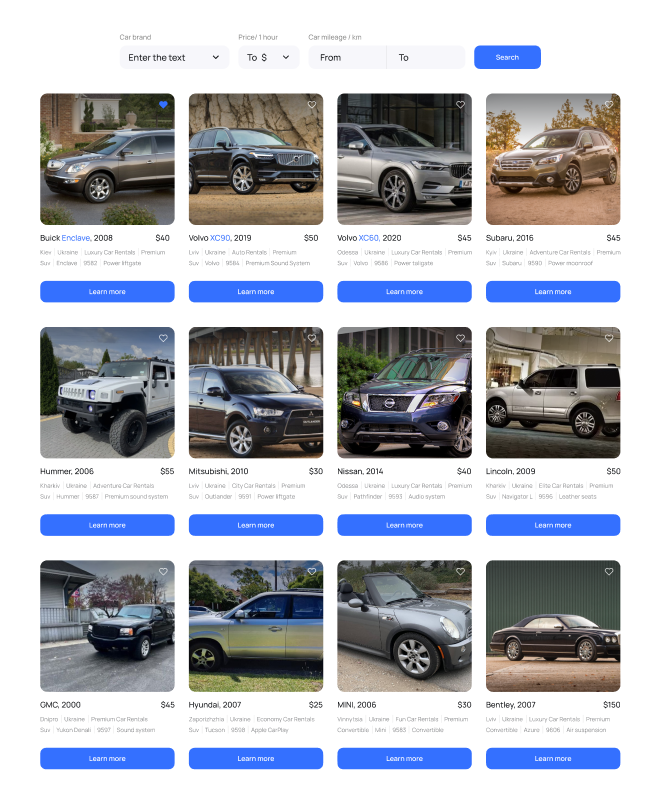 Car brand
Price/ 1 hour
Car mileage / km
Enter the text
To $
From
To
Search
Buick Enclave, 2008 $40
Kiev Ukraine Luxury Car Rentals Premium
Suv Enclave 9582 Power liftgate
Learn more
Volvo XC90, 2019 $50
Lviv Ukraine Auto Rentals Premium
Suv Volvo 9584 Premium Sound System
Learn more
Volvo XC60, 2020 $45
Odessa Ukraine Luxury Car Rentals Premium
Suv Volvo 9586 Power tailgate
Learn more
Subaru, 2016 $45
Kyiv Ukraine Adventure Car Rentals Premium
Suv Subaru 9590 Power moonroof
Learn more
Hummer, 2006 $55
Kharkiv Ukraine Adventure Car Rentals
Suv Hummer 9587 Premium sound system
Learn more
Mitsubishi, 2010 $30
Lviv Ukraine City Car Rentals Premium
Suv Outlander 9591 Power liftgate
Learn more
Nissan, 2014 $40
Odessa Ukraine Luxury Car Rentals Premium
Suv Pathfinder 9593 Audio system
Learn more
Lincoln, 2009 $50
Kharkiv Ukraine Elite Car Rentals Premium
Suv Navigator L 9596 Leather seats
Learn more
GMC, 2000 $45
Dnipro Ukraine Premium Car Rentals
Suv Yukon Denali 9597 Sound system
Learn more
Hyundai, 2007 $25
Zaporizhzhia Ukraine Economy Car Rentals
Suv Tucson 9598 Apple CarPlay
Learn more
MINI, 2006 $30
Vinnytsia Ukraine Fun Car Rentals Premium
Convertible Mini 9583 Convertible
Learn more
Bentley, 2007 $150
Lviv Ukraine Luxury Car Rentals Premium
Convertible Azure 9606 Air suspension
Learn more